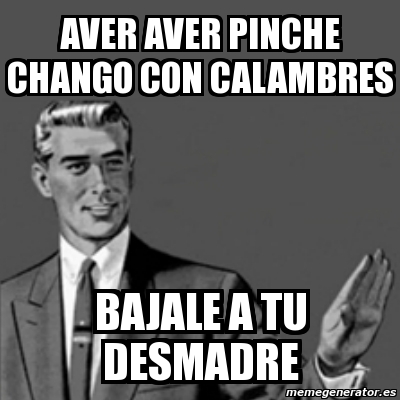 AVER AVER PINCHE
CHANGO CON CALAMBRES
BAJALE A TU
DESMADRE
memegenerator.es